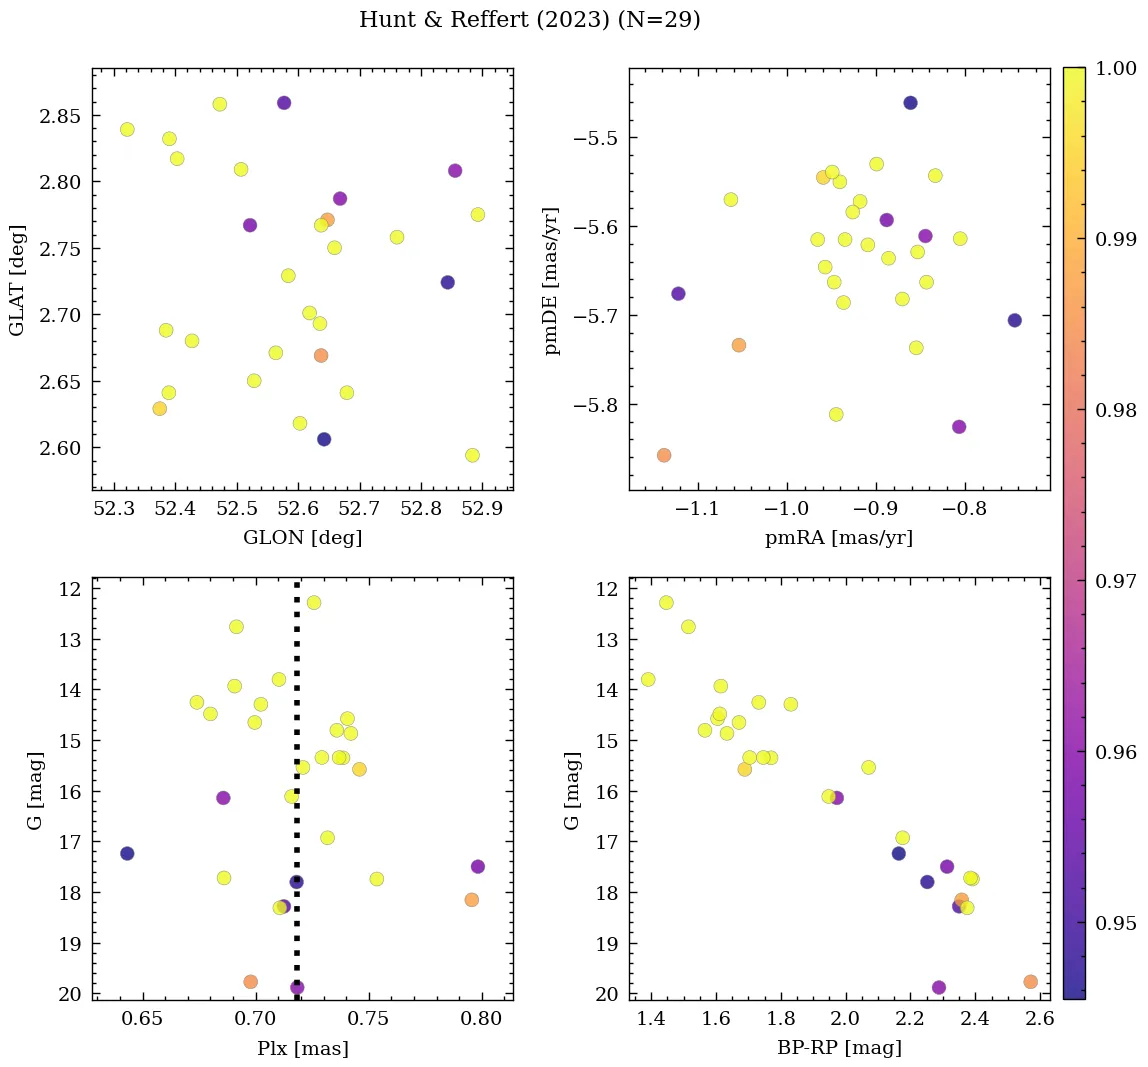 Hunt & Reffert (2023) (N=29)
2.85
2.80
2.75
2.70
2.65
2.60
GLAT [deg]
52.3 52.4 52.5 52.6 52.7 52.8 52.9
GLON [deg]
−5.5
−5.6
−5.7
−5.8
pmDE [mas/yr]
−1.1 −1.0 −0.9 −0.8
pmRA [mas/yr]
12
13
14
15
16
17
18
19
20
G [mag]
0.65 0.70 0.75 0.80
Plx [mas]
12
13
14
15
16
17
18
19
20
G [mag]
1.4 1.6 1.8 2.0 2.2 2.4 2.6
BP-RP [mag]
1.00
0.99
0.98
0.97
0.96
0.95